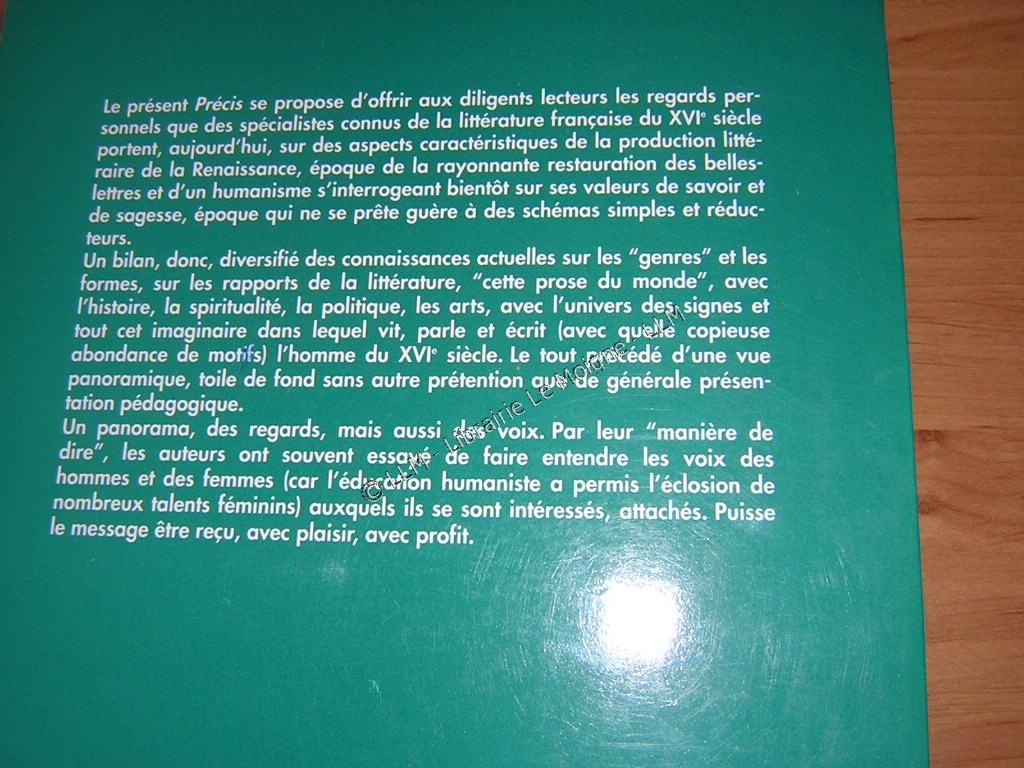 Le présent Précis se propose d'offrir aux diligents lecteurs les regards per-
sonnels que des spécialistes connus de la littérature française du XVIe siècle
portent, aujourd'hui, sur des aspects caractéristiques de la production litté-
raire de la Renaissance, époque de la rayonnante restauration des belles-
lettres et d'un humanisme s'interrogeant bientôt sur ses valeurs de savoir et
de sagesse, époque qui ne se prête guère à des schémas simples et réduc-
teurs.
Un bilan, donc, diversifié des connaissances actuelles sur les "genres" et les
formes, sur les rapports de la littérature, "cette prose du monde", avec
l'histoire, la spiritualité, la politique, les arts, avec l'univers des signes et
tout cet imaginaire dans lequel vit, parle et écrit (avec quelle copieuse
abondance de motifs) l'homme du XVIe siècle. Le tout précédé d'une vue
panoramique, toile de fond sans autre prétention que de générale présen-
tation pédagogique.
Un panorama, des regards, mais aussi des voix. Par leur "manière de
dire", les auteurs ont souvent essayé de faire entendre les voix des
hommes et des femmes (car l'éducation humaniste a permis l'éclosion de
nombreux talents féminins) auxquels ils se sont intéressés, attachés. Puisse
le message être reçu, avec plaisir, avec profit.
© LLM - Librairie Le Moigne - LLM